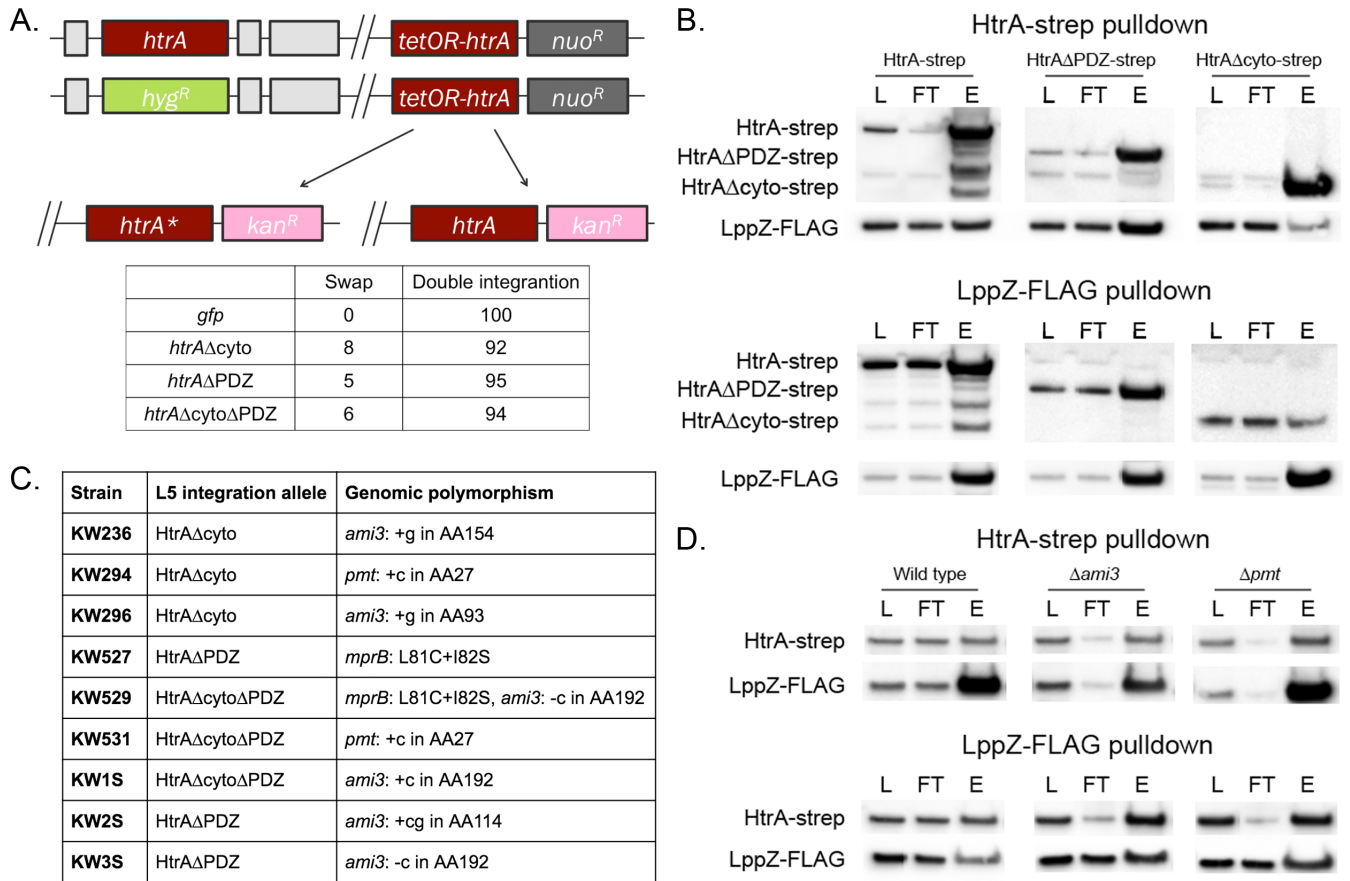 A.
htrA tetOR-htrA nuoR
hygR tetOR-htrA nuoR
htrA* kanR htrA kanR
Swap Double integrantion
gfp 0 100
htrAΔcyto 8 92
htrAΔPDZ 5 95
htrAΔcytoΔPDZ 6 94
B.
HtrA-strep pulldown
HtrA-strep HtrAΔPDZ-strep HtrAΔcyto-strep
L FT E L FT E L FT E
HtrA-strep
HtrAΔPDZ-strep
HtrAΔcyto-strep
LppZ-FLAG
LppZ-FLAG pulldown
L FT E L FT E L FT E
HtrA-strep
HtrAΔPDZ-strep
HtrAΔcyto-strep
LppZ-FLAG
C.
Strain L5 integration allele Genomic polymorphism
KW236 HtrAΔcyto ami3: +g in AA154
KW294 HtrAΔcyto pmt: +c in AA27
KW296 HtrAΔcyto ami3: +g in AA93
KW527 HtrAΔPDZ mprB: L81C+I82S
KW529 HtrAΔcytoΔPDZ mprB: L81C+I82S, ami3: -c in AA192
KW531 HtrAΔcytoΔPDZ pmt: +c in AA27
KW1S HtrAΔcytoΔPDZ ami3: +c in AA192
KW2S HtrAΔPDZ ami3: +cg in AA114
KW3S HtrAΔPDZ ami3: -c in AA192
D.
HtrA-strep pulldown
Wild type Δami3 Δpmt
L FT E L FT E L FT E
HtrA-strep
LppZ-FLAG
LppZ-FLAG pulldown
L FT E L FT E L FT E
HtrA-strep
LppZ-FLAG